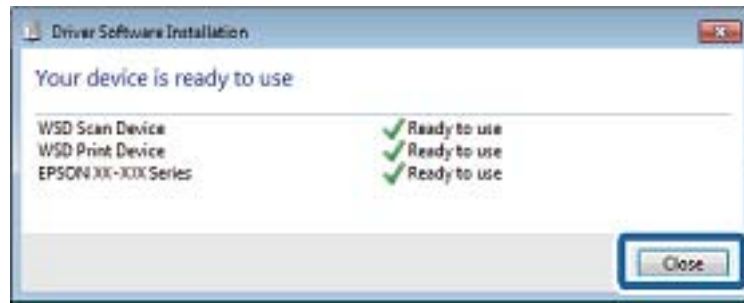 Driver Software Installation
Your device is ready to use
WSD Scan Device Ready to use
WSD Print Device Ready to use
EPSON XX-XXX Series Ready to use
Close